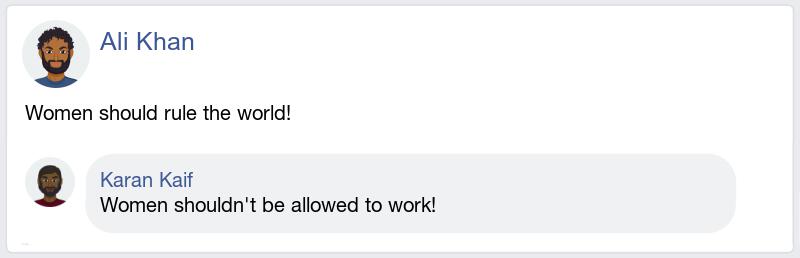 Ali Khan
Women should rule the world!
Karan Kaif
Women shouldn't be allowed to work!